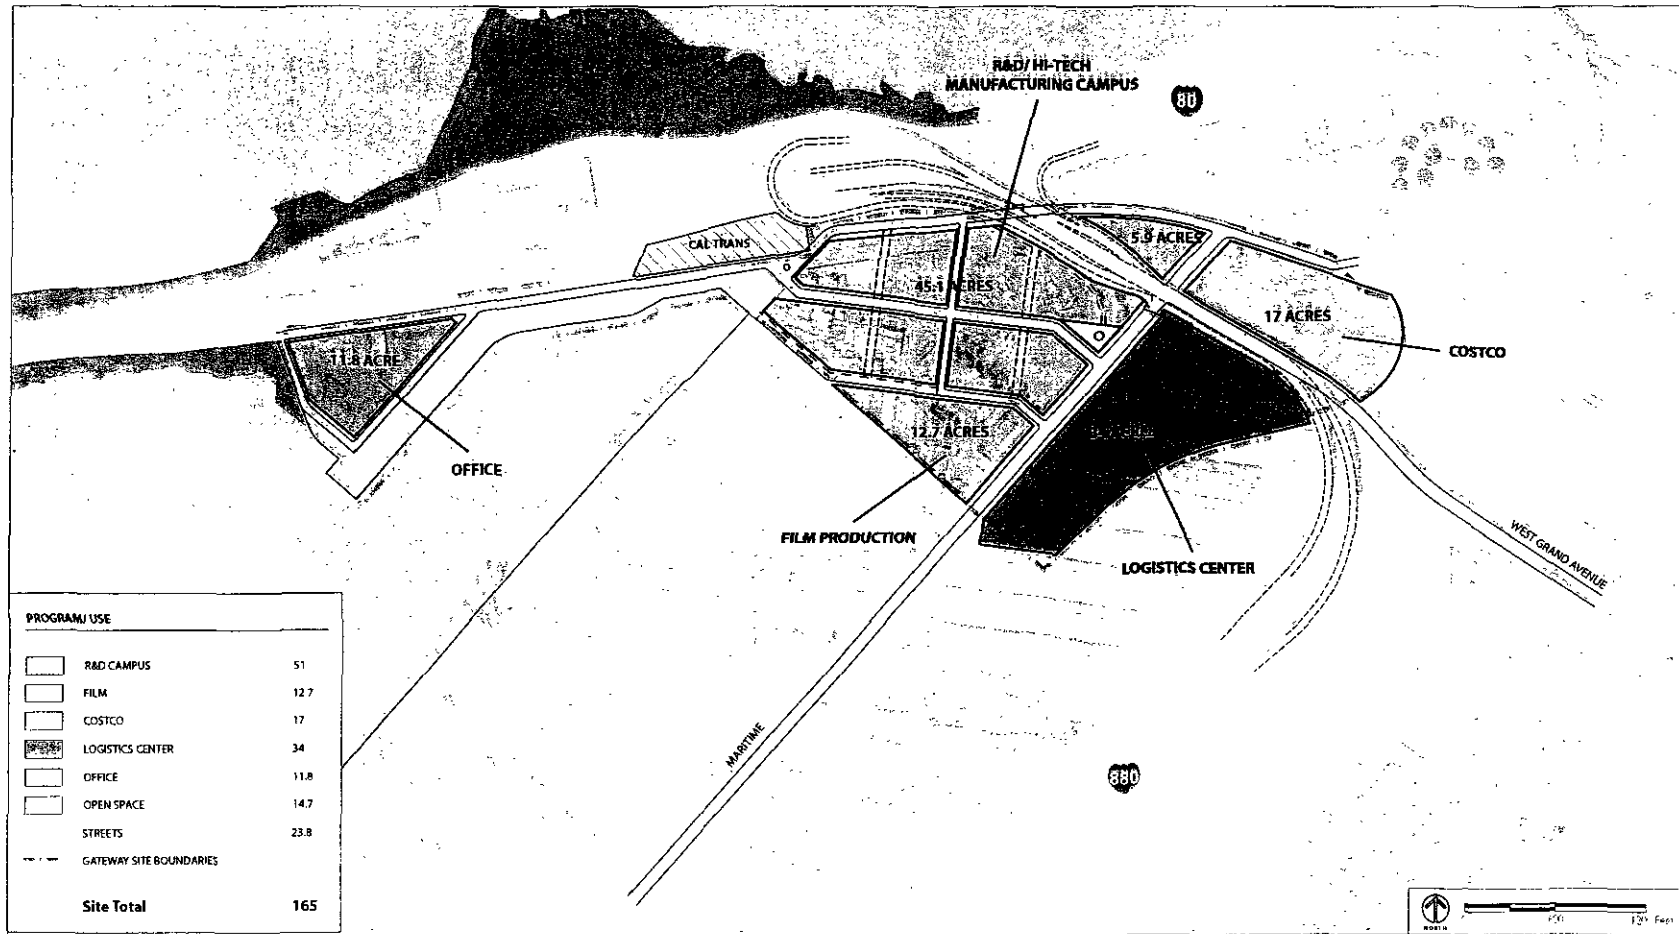 R&D/ HI-TECH
MANUFACTURING CAMPUS
80
CAL TRANS
5.9 ACRES
45.1 ACRES
17 ACRES
COSTCO
11.8 ACRE
12.7 ACRES
OFFICE
FILM PRODUCTION
LOGISTICS CENTER
WEST GRAND AVENUE
MARITIME
880
PROGRAM/ USE
R&D CAMPUS 51
FILM 12 7
COSTCO 17
LOGISTICS CENTER 34
OFFICE 11.8
OPEN SPACE 14.7
STREETS 23.8
GATEWAY SITE BOUNDARIES
Site Total 165
NORTH
Feet